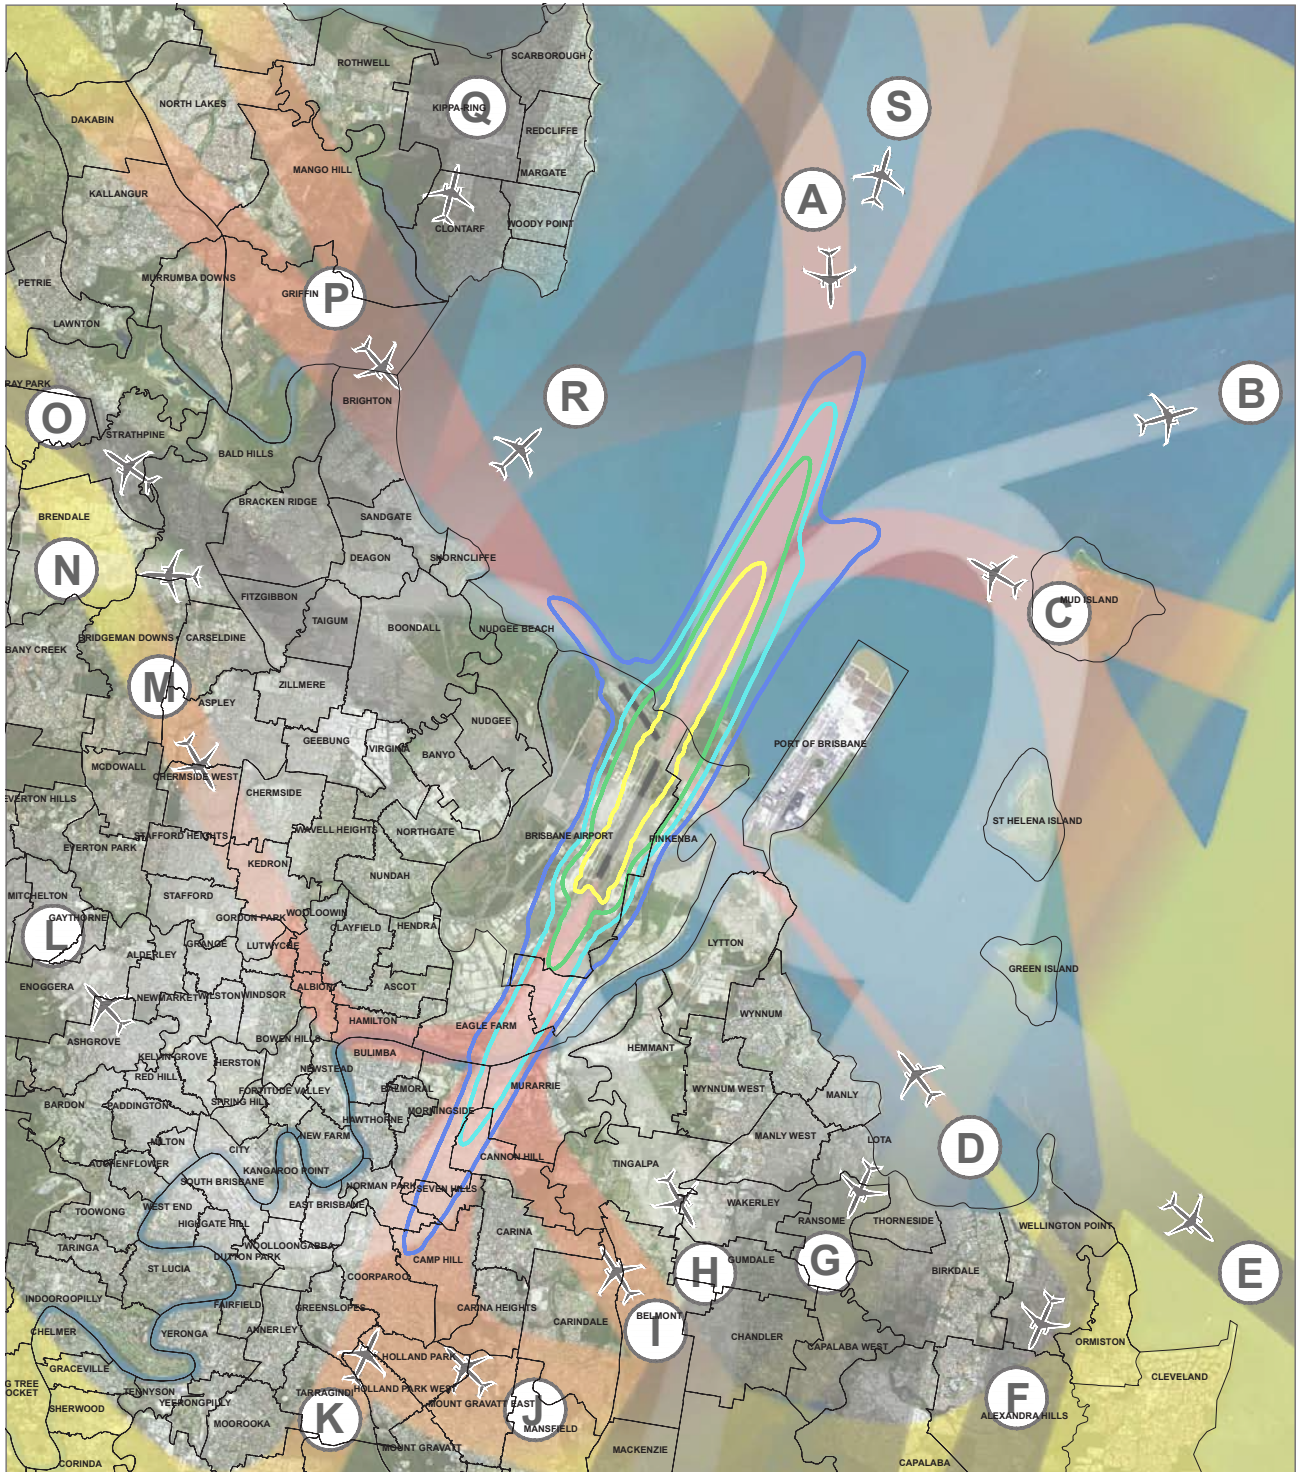 SCARBOROUGH
ROTHWELL
S
Q
KIPPA-RING
NORTH LAKES
DAKABIN
REDCLIFFE
MANGO HILL
MARGATE
A
KALLANGUR
WOODY POINT
CLONTARF
MURRUMBA DOWNS
PETRIE
GRIFFIN
P
LAWNTON
RAY PARK
R
B
BRIGHTON
O
STRATHPINE
BALD HILLS
BRACKEN RIDGE
BRENDALE
SANDGATE
DEAGON
SHORNCLIFFE
N
FITZGIBBON
C
MUD ISLAND
TAIGUM
BOONDALL
NUDGEE BEACH
BRIDGEMAN DOWNS
CARSELDINE
BANY CREEK
M
ZILLMERE
ASPLEY
NUDGEE
GEEBUNG
VIRGINIA
BANYO
PORT OF BRISBANE
MCDOWALL
CHERMSIDE WEST
CHERMSIDE
EVERTON HILLS
ST HELENA ISLAND
STAFFORD HEIGHTS
WAVELL HEIGHTS
NORTHGATE
BRISBANE AIRPORT
PINKENBA
EVERTON PARK
KEDRON
NUNDAH
MITCHELTON
STAFFORD
GAYTHORNE
GORDON PARK
WOOLOOWIN
CLAYFIELD
HENDRA
L
GRANGE
LUTWYCHE
LYTTON
ALDERLEY
GREEN ISLAND
ENOGGERA
ALBION
ASCOT
NEWMARKET
WILSTON
WINDSOR
WYNNUM
HAMILTON
EAGLE FARM
ASHGROVE
BOWEN HILLS
HEMMANT
BULIMBA
KELVIN GROVE
HERSTON
NEWSTEAD
RED HILL
BALMORAL
MURARRIE
WYNNUM WEST
MANLY
FORTITUDE VALLEY
SPRING HILL
BARDON
PADDINGTON
MORNINGSIDE
HAWTHORNE
NEW FARM
MANLY WEST
MILTON
LOTA
D
CITY
CANNON HILL
AUCHENFLOWER
TINGALPA
KANGAROO POINT
SOUTH BRISBANE
NORMAN PARK
SEVEN HILLS
WEST END
EAST BRISBANE
WAKERLEY
TOOWONG
HIGHGATE HILL
RANSOME
THORNESIDE
WELLINGTON POINT
CARINA
TARINGA
WOOLLOONGABBA
DUTTON PARK
CAMP HILL
GUMDALE
G
ST LUCIA
H
BIRKDALE
E
COORPAROO
INDOOROOPILLY
FAIRFIELD
GREENSLOPES
CARINA HEIGHTS
BELMONT
CARINDALE
I
CHELMER
YERONGA
ANNERLEY
CHANDLER
CAPALABA WEST
ORMISTON
HOLLAND PARK
GRACEVILLE
CLEVELAND
G TREE
OCKET
TENNYSON
TARRAGINDI
HOLLAND PARK WEST
YEERONGPILLY
MOUNT GRAVATT EAST
F
SHERWOOD
K
J
MOOROOKA
MANSFIELD
ALEXANDRA HILLS
MOUNT GRAVATT
MACKENZIE
CORINDA
CAPALABA